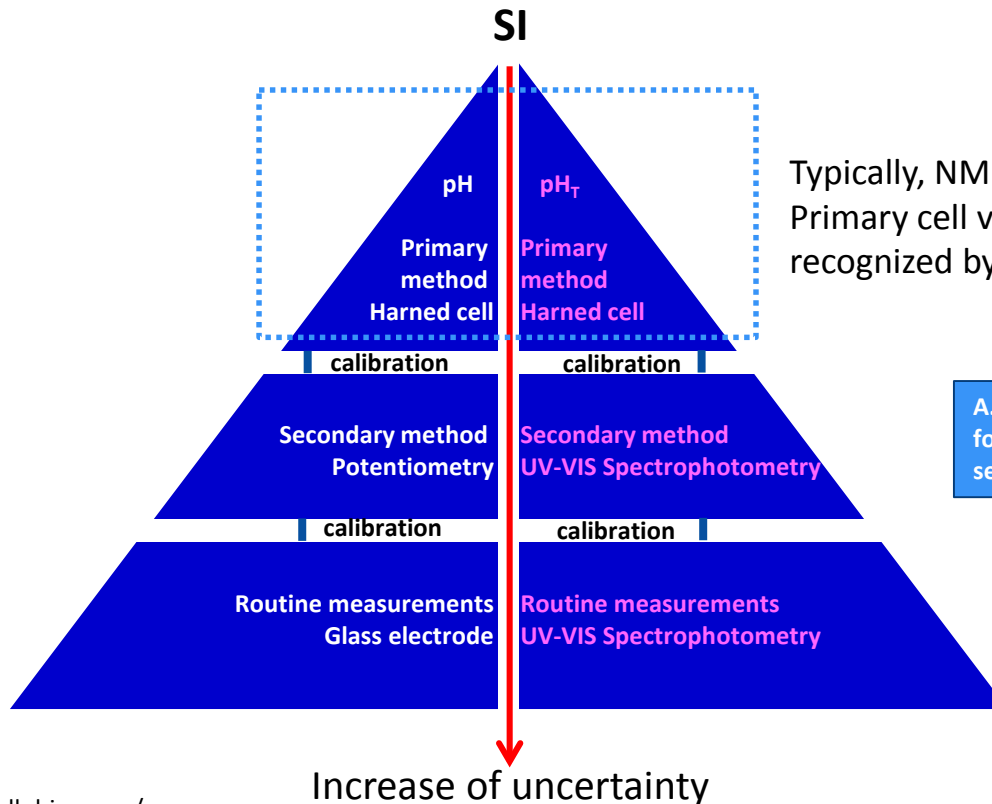 SI
pH
pH_T
Typically, NM
Primary cell v
recognized by
Primary
method
Harned cell
Primary
method
Harned cell
calibration
calibration
A.
fo
se
Secondary method
Potentiometry
Secondary method
UV-VIS Spectrophotometry
calibration
calibration
Routine measurements
Glass electrode
Routine measurements
UV-VIS Spectrophotometry
Increase of uncertainty